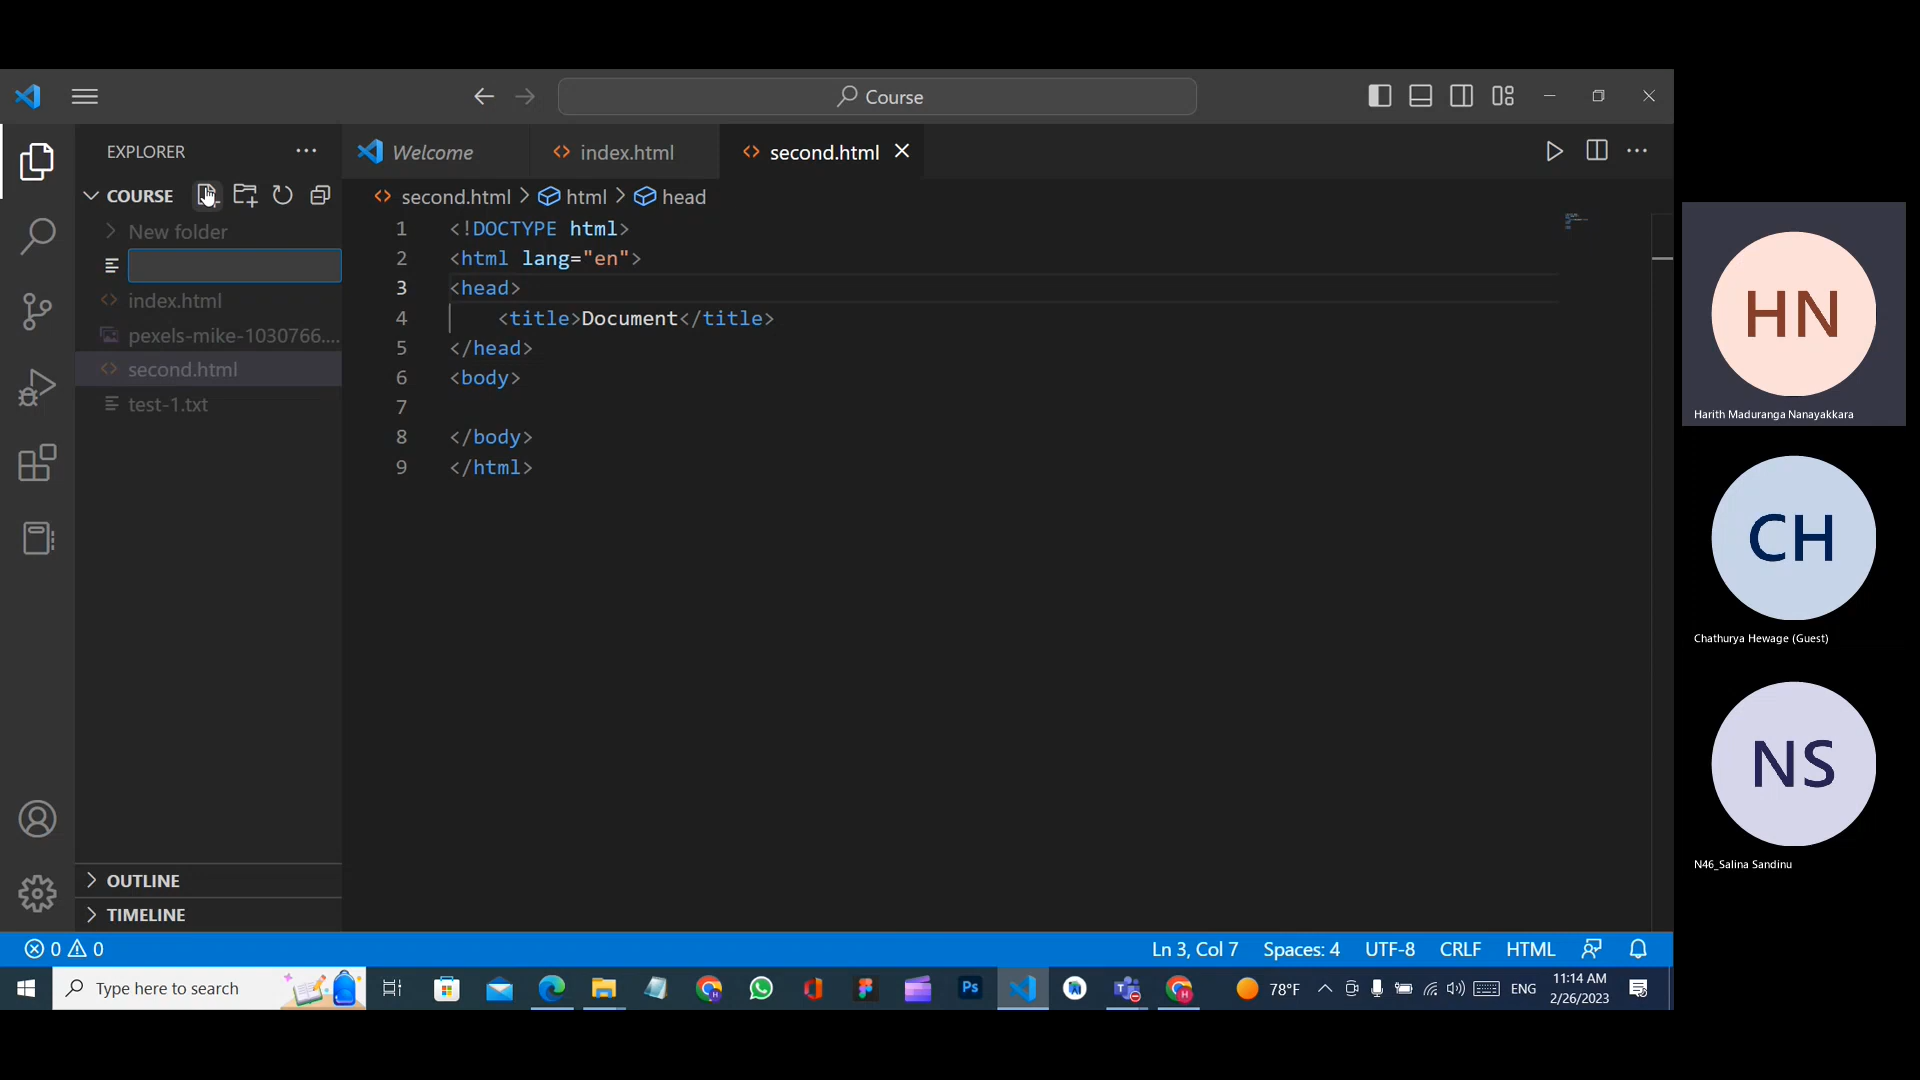 Course
EXPLORER
COURSE
New folder
index.html
pexels-mike-1030766....
second.html
test-1.txt
OUTLINE
TIMELINE
Welcome
index.html
second.html
second.html > html > head
1 <!DOCTYPE html>
2 <html lang="en">
3 <head>
4 <title>Document</title>
5 </head>
6 <body>
7
8 </body>
9 </html>
0 0
Ln 3, Col 7
Spaces: 4
UTF-8
CRLF
HTML
Type here to search
Ps
78°F
ENG
11:14 AM
2/26/2023
HN
Harith Maduranga Nanayakkara
CH
Chathurya Hewage (Guest)
NS
N46_Salina Sandinu